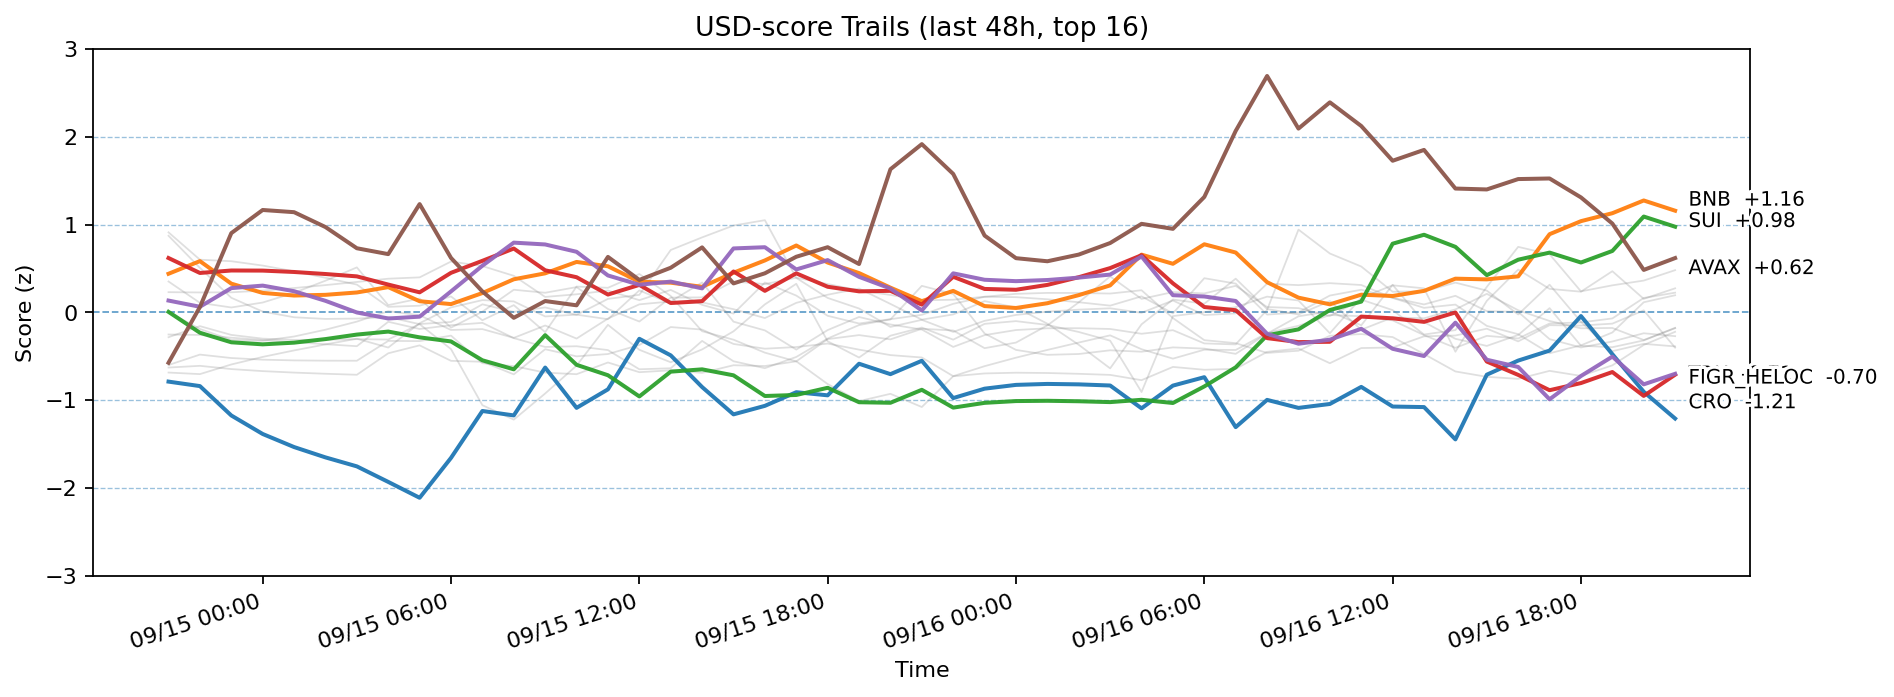 USD-score Trails (last 48h, top 16)
Score (z)
3
2
1
0
−1
−2
−3
BNB +1.16
SUI +0.98
AVAX +0.62
FIGR_HELOC -0.70
CRO -1.21
09/15 00:00
09/15 06:00
09/15 12:00
09/15 18:00
09/16 00:00
09/16 06:00
09/16 12:00
09/16 18:00
Time